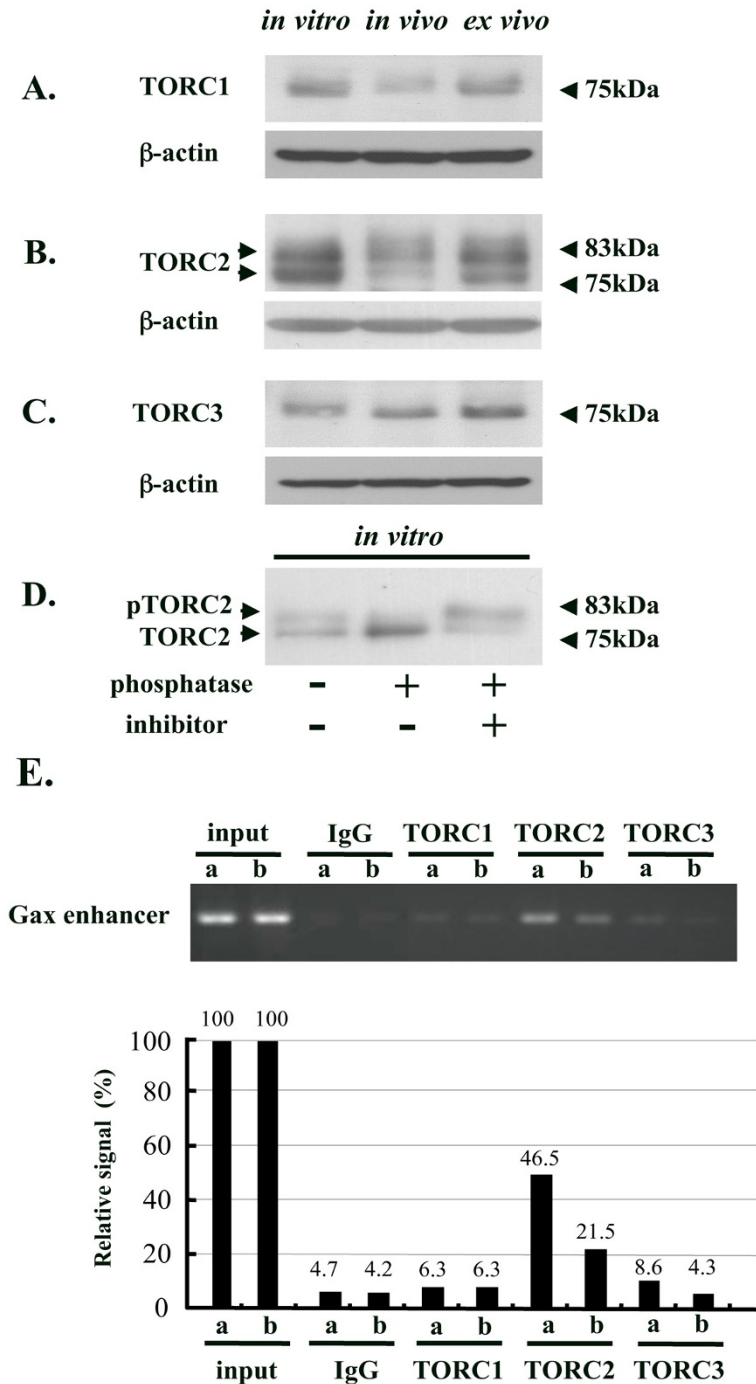 in vitro in vivo ex vivo
A. TORC1 ◄ 75kDa
β-actin
B. TORC2 ◄ 83kDa
◄ 75kDa
β-actin
C. TORC3 ◄ 75kDa
β-actin
in vitro
D. pTORC2 ◄ 83kDa
TORC2 ◄ 75kDa
phosphatase - + +
inhibitor - - +
E.
input IgG TORC1 TORC2 TORC3
a b a b a b a b a b
Gax enhancer
Relative signal (%)
100
80
60
40
20
0
100 100
4.7 4.2 6.3 6.3 46.5 21.5 8.6 4.3
a b a b a b a b a b
input IgG TORC1 TORC2 TORC3